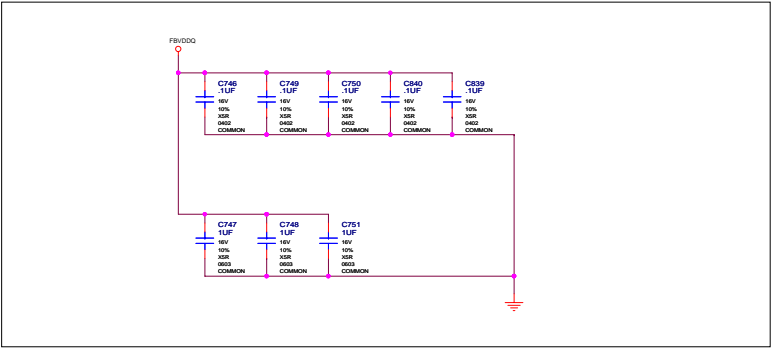 FBVDDQ
C746
.1UF
16V
10%
X5R
0402
COMMON
C749
.1UF
16V
10%
X5R
0402
COMMON
C750
.1UF
16V
10%
X5R
0402
COMMON
C840
.1UF
16V
10%
X5R
0402
COMMON
C839
.1UF
16V
10%
X5R
0402
COMMON
C747
1UF
16V
10%
X5R
0603
COMMON
C748
1UF
16V
10%
X5R
0603
COMMON
C751
1UF
16V
10%
X5R
0603
COMMON